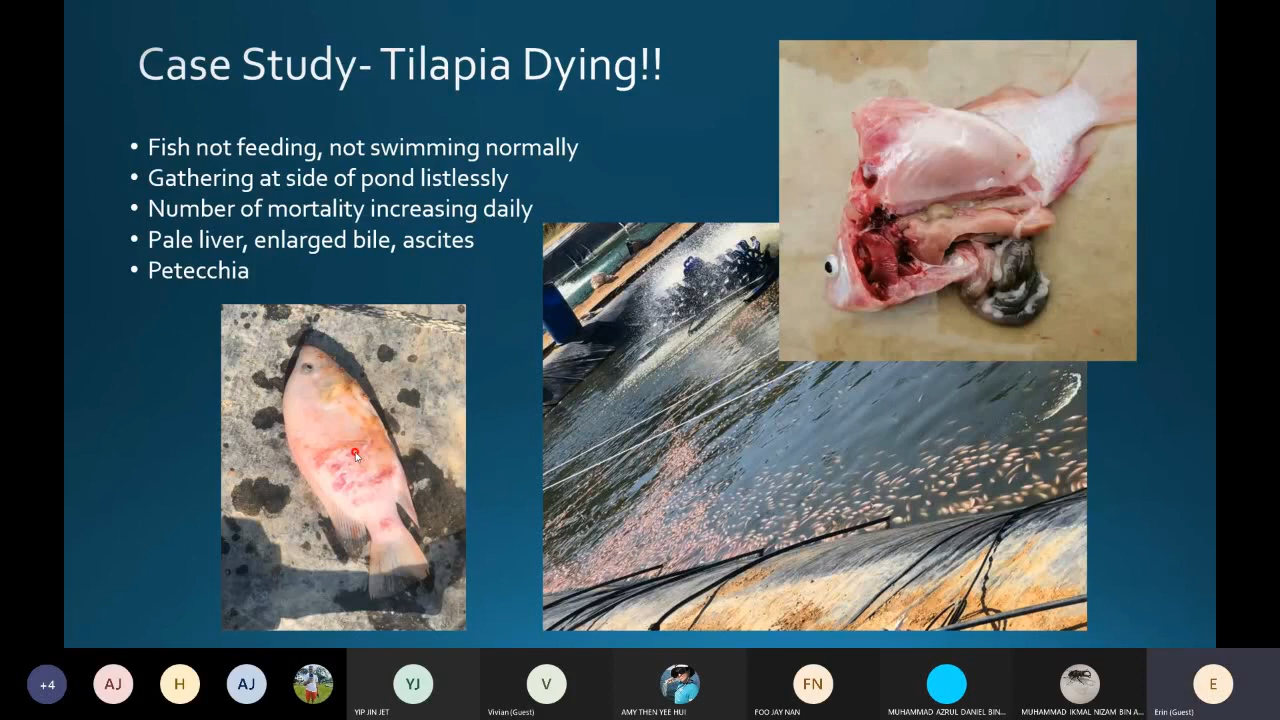 Case Study- Tilapia Dying!!
• Fish not feeding, not swimming normally
• Gathering at side of pond listlessly
• Number of mortality increasing daily
• Pale liver, enlarged bile, ascites
• Petecchia
+4
AJ
H
AJ
YJ
V
FN
E
YIP JIN JET
Vivian (Guest)
AMY THEN YEE HUI
FOO JAY NAN
MUHAMMAD AZRUL DANIEL BIN...
MUHAMMAD IKMAL NIZAM BIN A...
Erin (Guest)